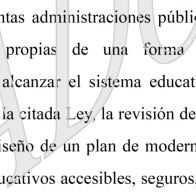 ntas administraciones públic
propias de una forma
alcanzar el sistema educat
la citada Ley, la revisión de
iseño de un plan de modern
ucativos accesibles, seguros,